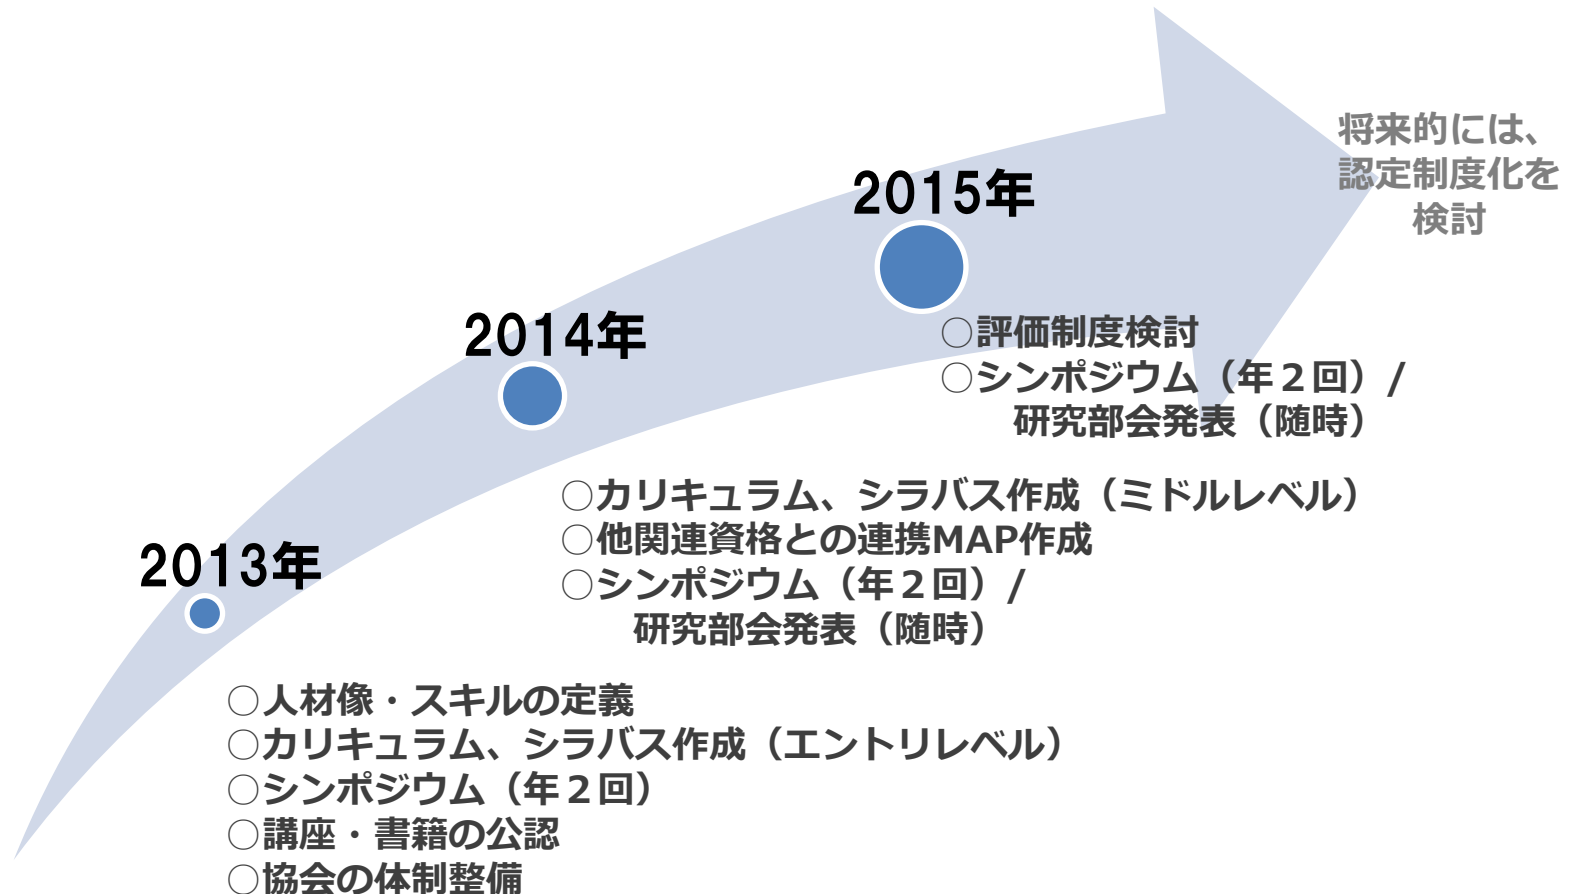 2013年
○人材像・スキルの定義
○カリキュラム、シラバス作成（エントリレベル）
○シンポジウム（年２回）
○講座・書籍の公認
○協会の体制整備
2014年
○カリキュラム、シラバス作成（ミドルレベル）
○他関連資格との連携MAP作成
○シンポジウム（年２回）/
研究部会発表（随時）
2015年
○評価制度検討
○シンポジウム（年２回）/
研究部会発表（随時）
将来的には、
認定制度化を
検討